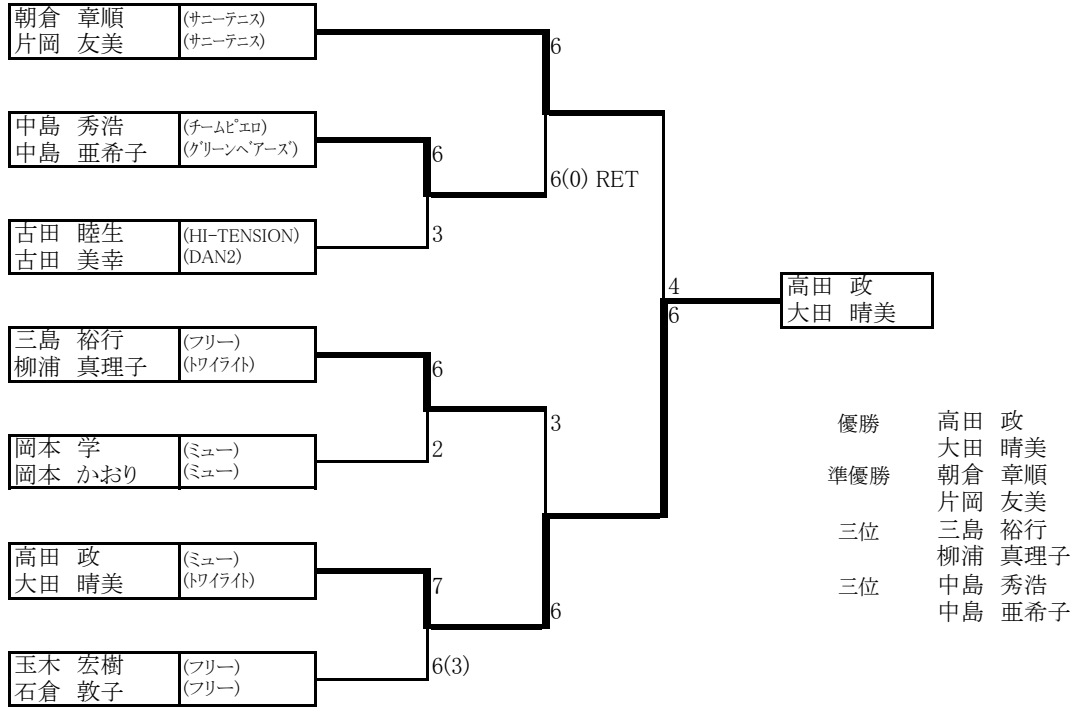 朝倉 章順 (サニーテニス)
片岡 友美 (サニーテニス)
6
中島 秀浩 (チームピエロ)
中島 亜希子 (グリーンベアーズ)
6
6(0) RET
古田 睦生 (HI-TENSION)
古田 美幸 (DAN2)
3
4
6
高田 政
大田 晴美
三島 裕行 (フリー)
柳浦 真理子 (トワイライト)
6
3
岡本 学 (ミュー)
岡本 かおり (ミュー)
2
高田 政 (ミュー)
大田 晴美 (トワイライト)
7
6
玉木 宏樹 (フリー)
石倉 敦子 (フリー)
6(3)
優勝 高田 政
大田 晴美
準優勝 朝倉 章順
片岡 友美
三位 三島 裕行
柳浦 真理子
三位 中島 秀浩
中島 亜希子